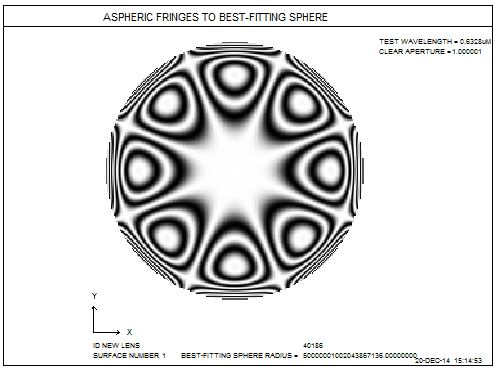 ASPHERIC FRINGES TO BEST-FITTING SPHERE
TEST WAVELENGTH = 0.6328uM
CLEAR APERTURE = 1.000001
Y
X
ID NEW LENS 40186
SURFACE NUMBER 1 BEST-FITTING SPHERE RADIUS = 50000001002043867136.00000000
20-DEC-14 15:14:53